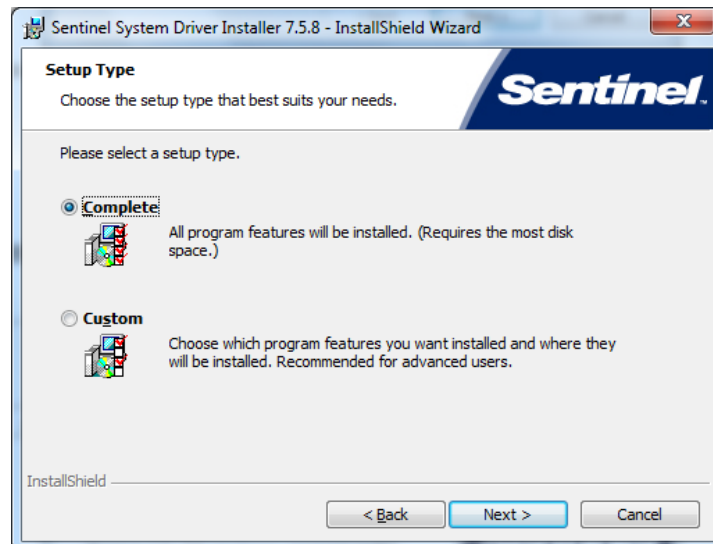 Sentinel System Driver Installer 7.5.8 - InstallShield Wizard
Setup Type
Choose the setup type that best suits your needs.
Sentinel™
Please select a setup type.
Complete
All program features will be installed. (Requires the most disk
space.)
Custom
Choose which program features you want installed and where they
will be installed. Recommended for advanced users.
InstallShield
< Back
Next >
Cancel